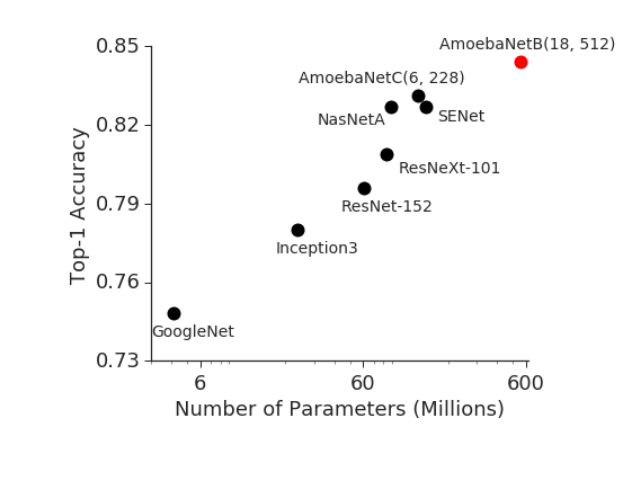 0.85
AmoebaNetB(18, 512)
AmoebaNetC(6, 228)
NasNetA
SENet
0.82
ResNeXt-101
0.79
ResNet-152
Inception3
0.76
GoogleNet
0.73
Top-1 Accuracy
6
60
600
Number of Parameters (Millions)